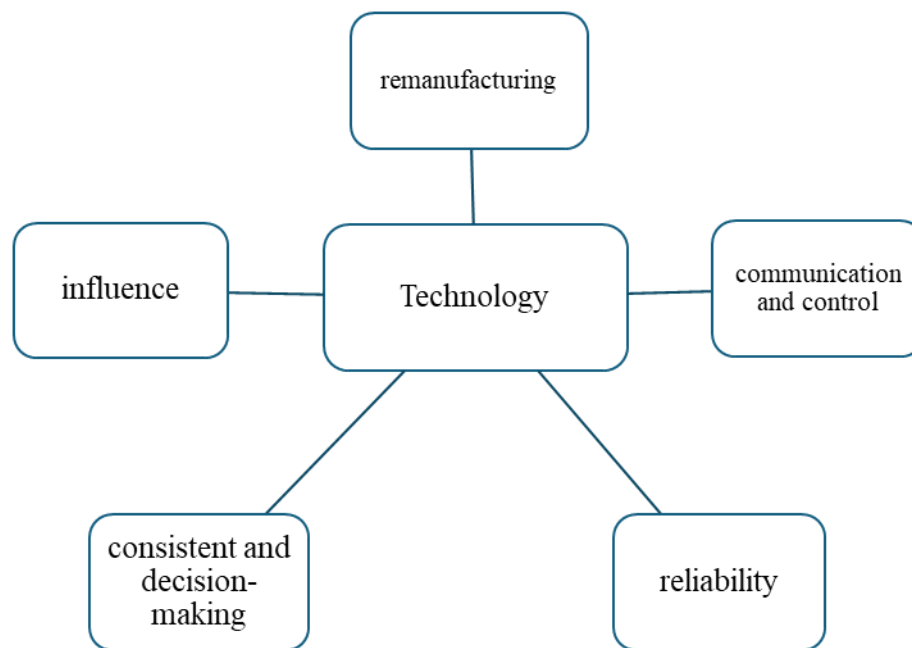 remanufacturing
influence
Technology
communication
and control
consistent and
decision-
making
reliability